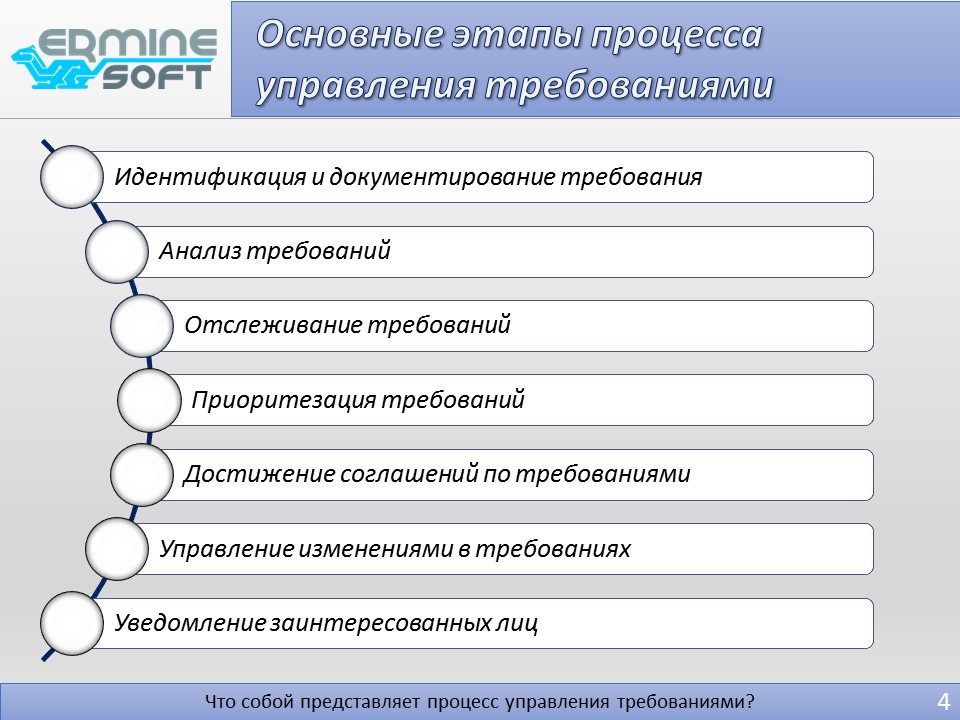 ERMINE
SOFT
Основные этапы процесса
управления требованиями
Идентификация и документирование требования
Анализ требований
Отслеживание требований
Приоритезация требований
Достижение соглашений по требованиями
Управление изменениями в требованиях
Уведомление заинтересованных лиц
Что собой представляет процесс управления требованиями?
4